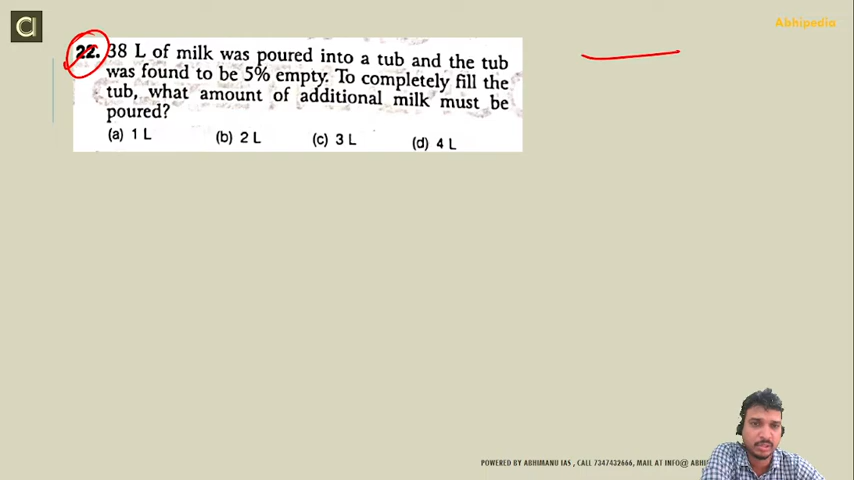 Abhipedia
22. 38 L of milk was poured into a tub and the tub
was found to be 5% empty. To completely fill the
tub, what amount of additional milk must be
poured?
(a) 1 L (b) 2 L (c) 3 L (d) 4 L
POWERED BY ABHIMANU IAS , CALL 7347432666, MAIL AT INFO@